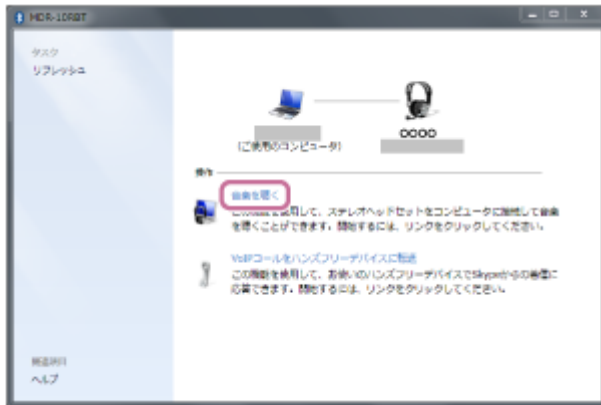 MDR-10RBT
タスク
リフレッシュ
(ご使用のコンピュータ)
○○○○
操作
音楽を聴く
この機能を使用して、ステレオヘッドセットをコンピュータに接続して音楽
を聴くことができます。開始するには、リンクをクリックしてください。
VoIPコールをハンズフリーデバイスに転送
この機能を使用して、お使いのハンズフリーデバイスでSkypeからの着信に
応答できます。開始するには、リンクをクリックしてください。
関連項目
ヘルプ